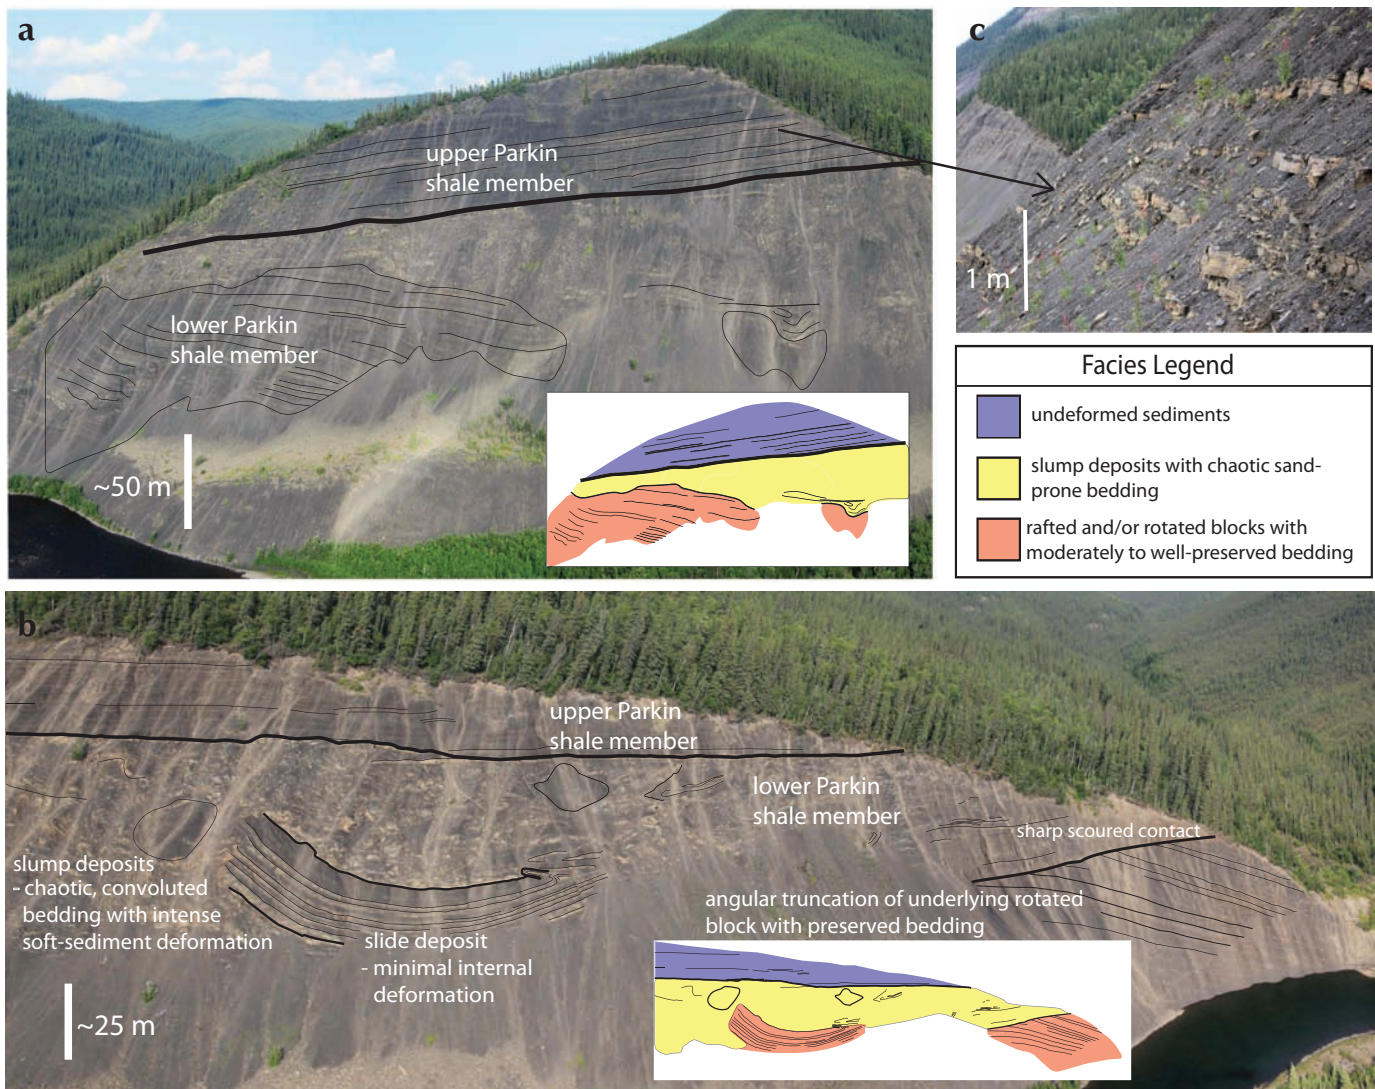 a
upper Parkin
shale member
lower Parkin
shale member
~50 m
c
1 m
Facies Legend
undeformed sediments
slump deposits with chaotic sand-
prone bedding
rafted and/or rotated blocks with
moderately to well-preserved bedding
b
upper Parkin
shale member
lower Parkin
shale member
sharp scoured contact
slump deposits
- chaotic, convoluted
bedding with intense
soft-sediment deformation
angular truncation of underlying rotated
block with preserved bedding
slide deposit
- minimal internal
deformation
~25 m